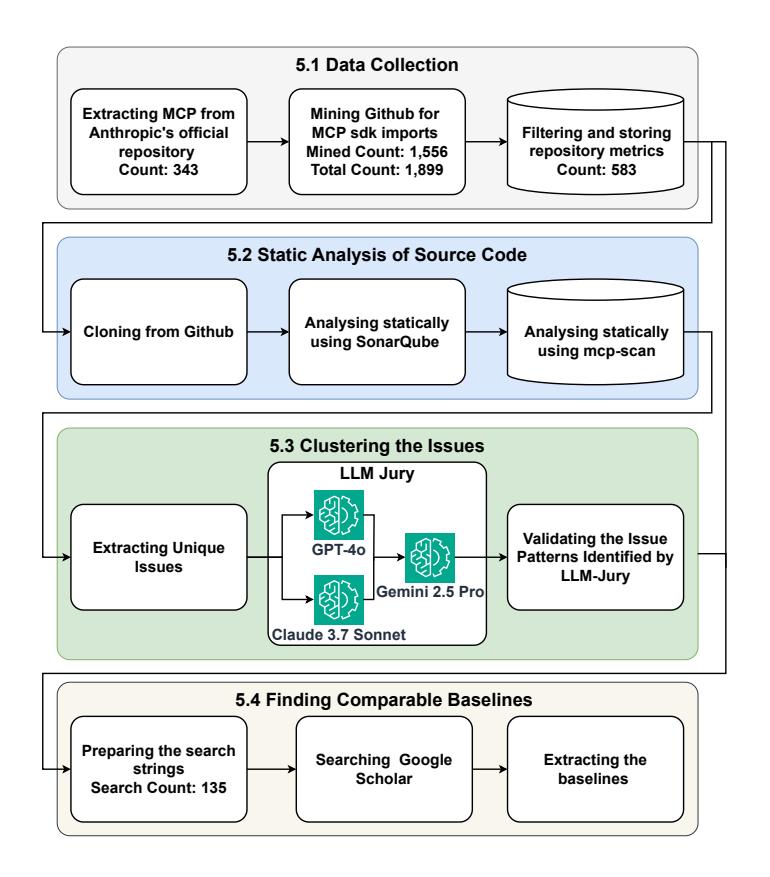 5.1 Data Collection
Extracting MCP from
Anthropic's official
repository
Count: 343
Mining Github for
MCP sdk imports
Mined Count: 1,556
Total Count: 1,899
Filtering and storing
repository metrics
Count: 583
5.2 Static Analysis of Source Code
Cloning from Github
Analysing statically
using SonarQube
Analysing statically
using mcp-scan
5.3 Clustering the Issues
Extracting Unique
Issues
LLM Jury
GPT-4o
Claude 3.7 Sonnet
Gemini 2.5 Pro
Validating the Issue
Patterns Identified by
LLM-Jury
5.4 Finding Comparable Baselines
Preparing the search
strings
Search Count: 135
Searching Google
Scholar
Extracting the
baselines